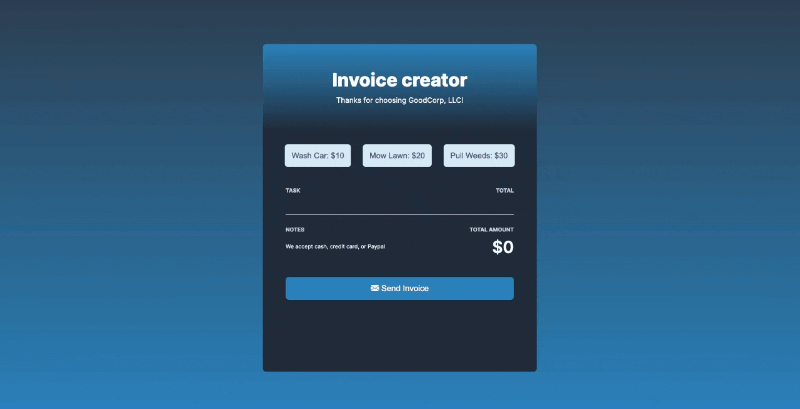 Invoice creator
Thanks for choosing GoodCorp, LLC!
Wash Car: $10 Mow Lawn: $20 Pull Weeds: $30
TASK TOTAL
NOTES TOTAL AMOUNT
We accept cash, credit card, or Paypal $0
Send Invoice